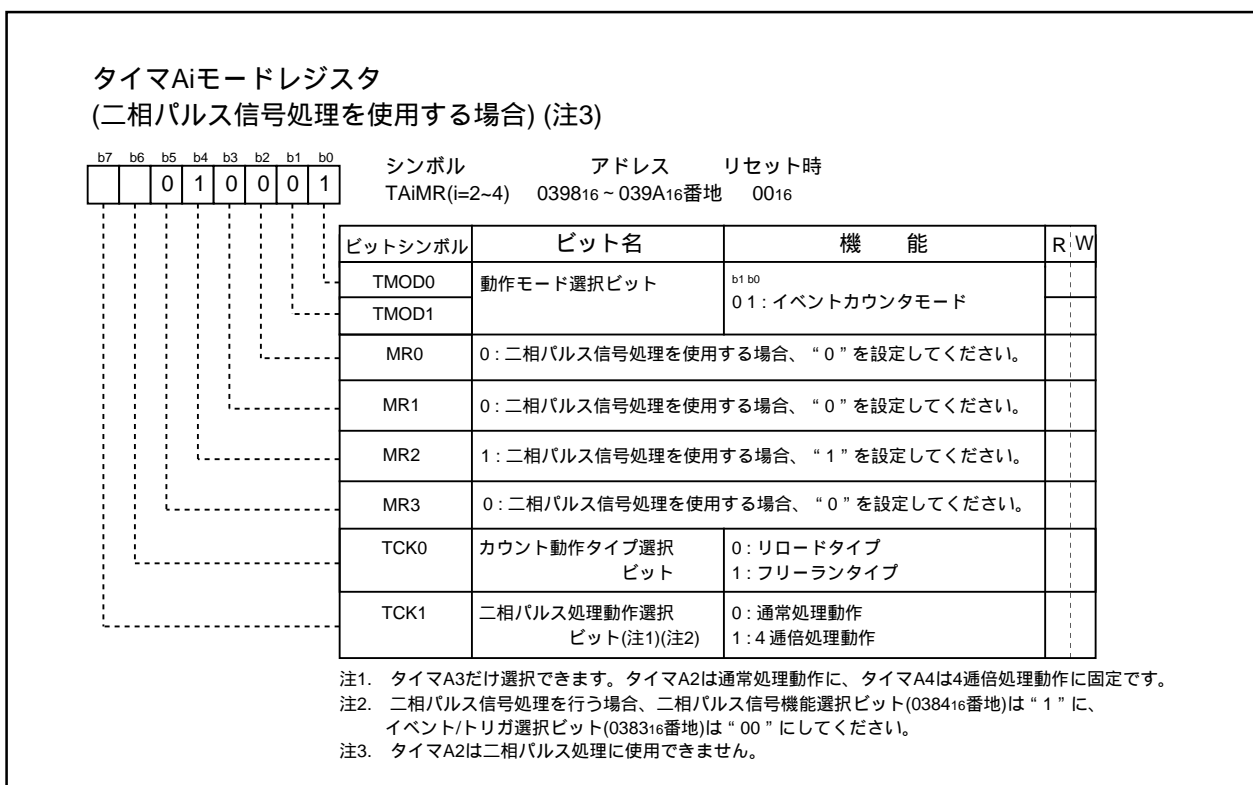 タイマAiモードレジスタ
(二相パルス信号処理を使用する場合) (注3)
b7 b6 b5 b4 b3 b2 b1 b0
0 1 0 0 0 1
シンボル アドレス リセット時
TAiMR(i=2~4) 039816 ~ 039A16番地 0016
ビットシンボル ビット名 機 能 R W
TMOD0 動作モード選択ビット b1 b0
TMOD1 0 1 : イベントカウンタモード
MR0 0 : 二相パルス信号処理を使用する場合、“0”を設定してください。
MR1 0 : 二相パルス信号処理を使用する場合、“0”を設定してください。
MR2 1 : 二相パルス信号処理を使用する場合、“1”を設定してください。
MR3 0 : 二相パルス信号処理を使用する場合、“0”を設定してください。
TCK0 カウント動作タイプ選択 0 : リロードタイプ
ビット 1 : フリーランタイプ
TCK1 二相パルス処理動作選択 0 : 通常処理動作
ビット(注1)(注2) 1 : 4 逓倍処理動作
注1. タイマA3だけ選択できます。タイマA2は通常処理動作に、タイマA4は4逓倍処理動作に固定です。
注2. 二相パルス信号処理を行う場合、二相パルス信号機能選択ビット(038416番地)は“1”に、
イベント/トリガ選択ビット(038316番地)は“00”にしてください。
注3. タイマA2は二相パルス処理に使用できません。